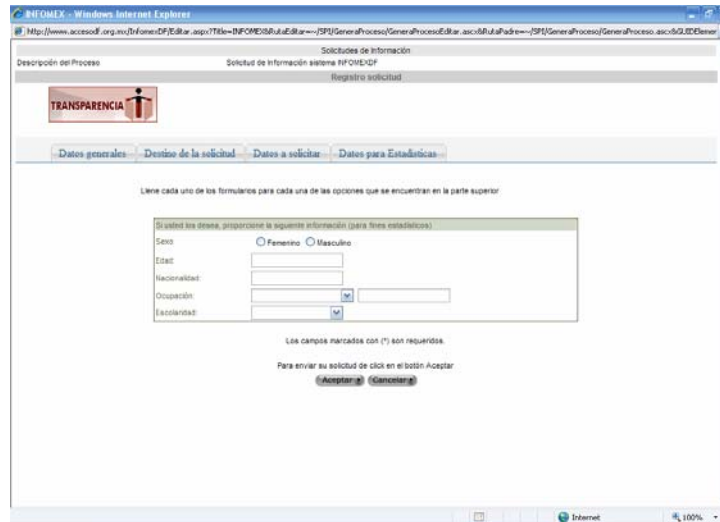 INFOMEX - Windows Internet Explorer
http://www.accesodf.org.mx/InfomexDF/Editar.aspx?Title=INFOMEX&RutaEditar=~/SPI/GeneraProceso/GeneraProcesoEditar.ascx&RutaPadre=~/SPI/GeneraProceso/GeneraProceso.ascx&GUIDElemen
Solicitudes de Información
Descripción del Proceso Solicitud de Información sistema INFOMEXDF
Registro solicitud
TRANSPARENCIA
Datos generales Destino de la solicitud Datos a solicitar Datos para Estadísticas
Llene cada uno de los formularios para cada una de las opciones que se encuentran en la parte superior
Si usted los desea, proporcione la siguiente información (para fines estadísticos)
Sexo Femenino Masculino
Edad:
Nacionalidad:
Ocupación:
Escolaridad:
Los campos marcados con (*) son requeridos.
Para enviar su solicitud de click en el botón Aceptar
Aceptar Cancelar
Internet 100%